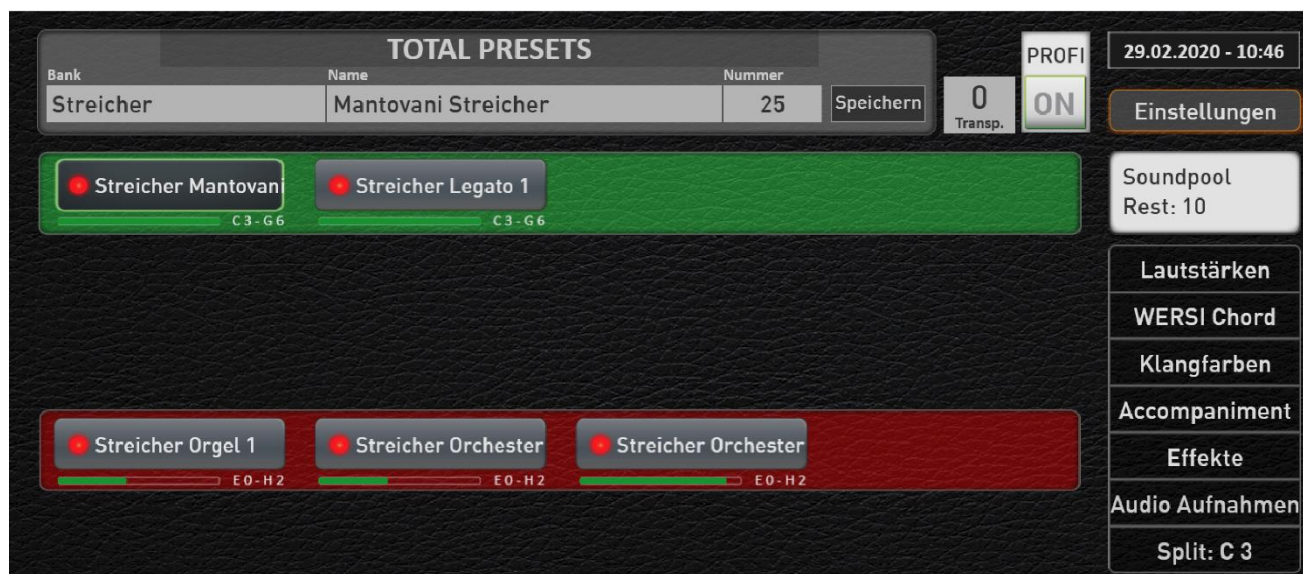 TOTAL PRESETS
Bank Name Nummer
Streicher Mantovani Streicher 25 Speichern
0
Transp.
PROFI
ON
29.02.2020 - 10:46
Einstellungen
Streicher Mantovani Streicher Legato 1
C3-G6 C3-G6
Soundpool
Rest: 10
Lautstärken
WERSI Chord
Klangfarben
Accompaniment
Effekte
Audio Aufnahmen
Split: C 3
Streicher Orgel 1 Streicher Orchester Streicher Orchester
E0-H2 E0-H2 E0-H2